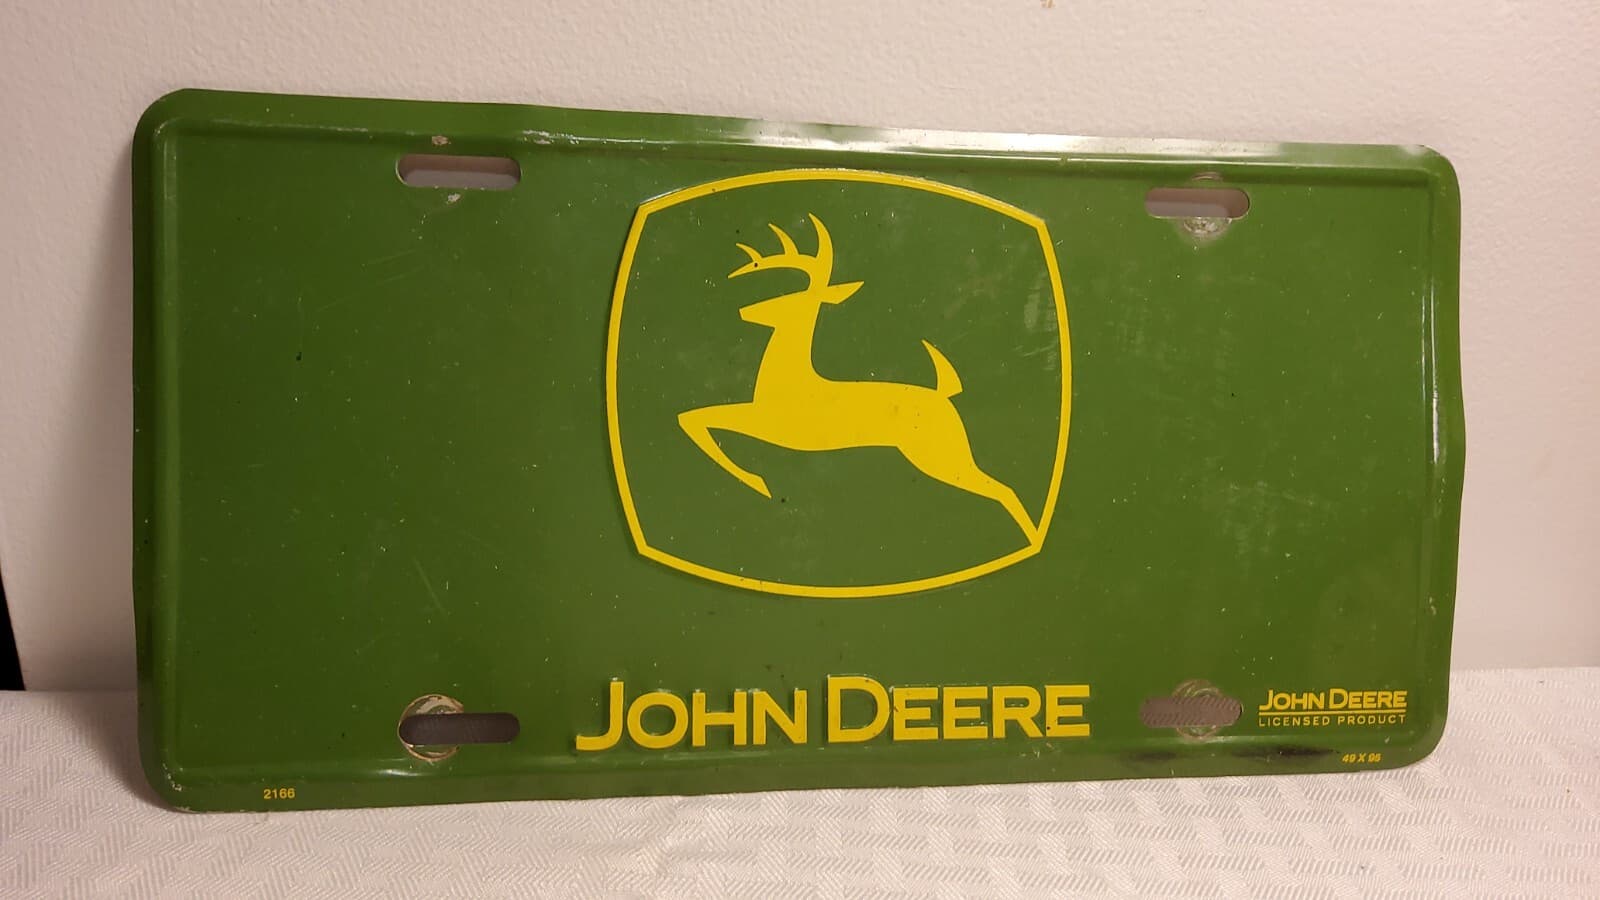 JOHN DEERE
JOHN DEERE
LICENSED PRODUCT
49 X 95
2166